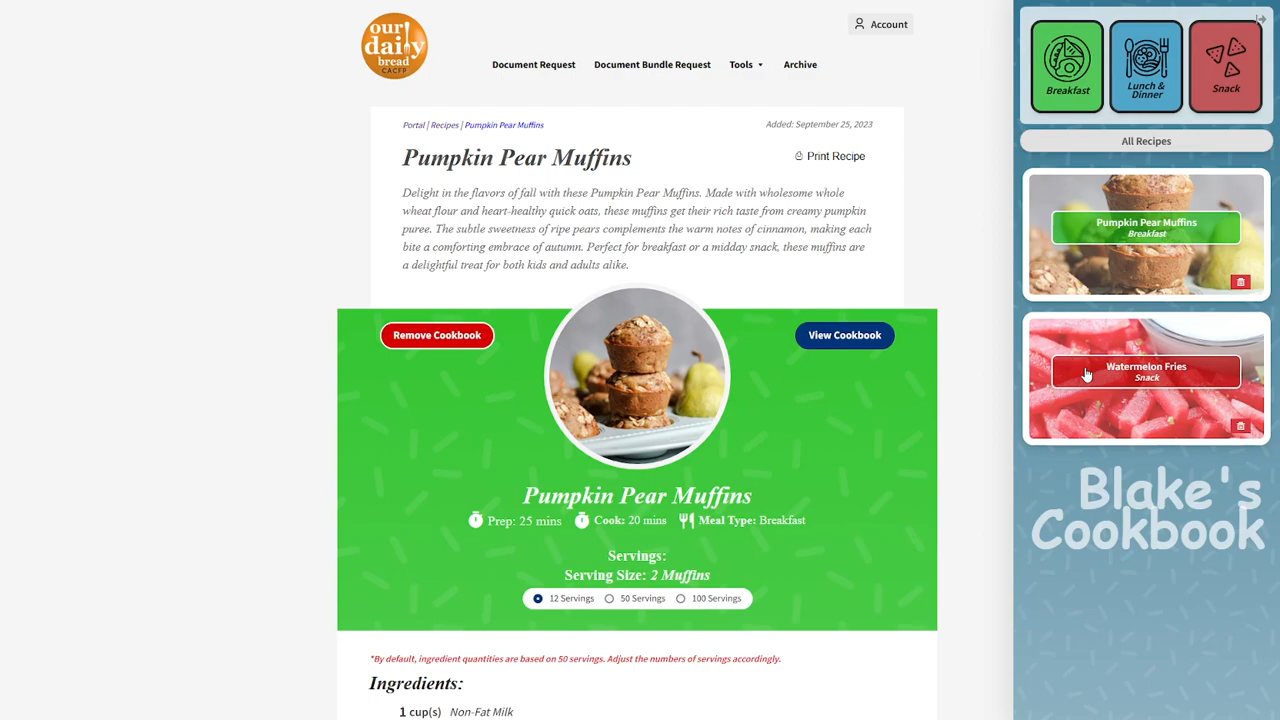 our
daily
bread
CACFP
Account
Document Request
Document Bundle Request
Tools
Archive
Portal | Recipes | Pumpkin Pear Muffins
Added: September 25, 2023
Pumpkin Pear Muffins
Print Recipe
Delight in the flavors of fall with these Pumpkin Pear Muffins. Made with wholesome whole
wheat flour and heart-healthy quick oats, these muffins get their rich taste from creamy pumpkin
puree. The subtle sweetness of ripe pears complements the warm notes of cinnamon, making each
bite a comforting embrace of autumn. Perfect for breakfast or a midday snack, these muffins are
a delightful treat for both kids and adults alike.
Remove Cookbook
View Cookbook
Pumpkin Pear Muffins
Prep: 25 mins Cook: 20 mins Meal Type: Breakfast
Servings:
Serving Size: 2 Muffins
12 Servings 50 Servings 100 Servings
*By default, ingredient quantities are based on 50 servings. Adjust the numbers of servings accordingly.
Ingredients:
1 cup(s) Non-Fat Milk
Breakfast
Lunch &
Dinner
Snack
All Recipes
Pumpkin Pear Muffins
Breakfast
Watermelon Fries
Snack
Blake's
Cookbook